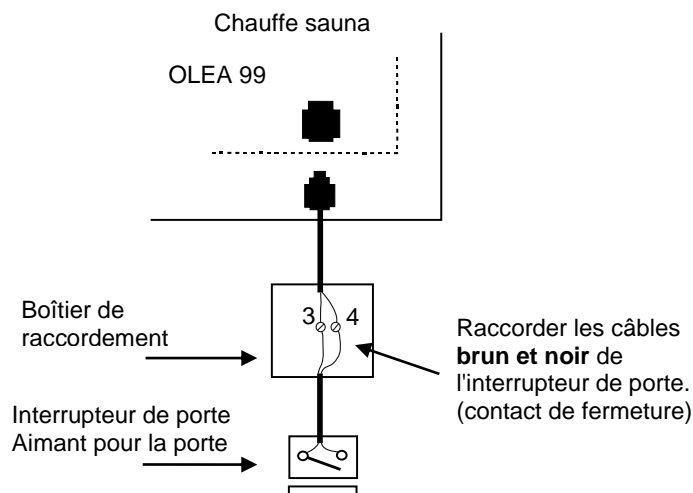 Chauffe sauna
OLEA 99
3 4
Boîtier de
raccordement
Raccorder les câbles
brun et noir de
l'interrupteur de porte.
(contact de fermeture)
Interrupteur de porte
Aimant pour la porte